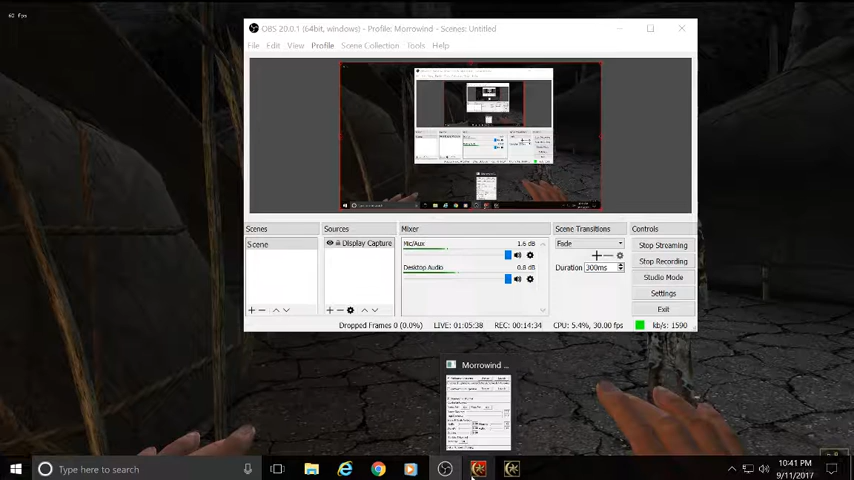 62 fps
OBS 20.0.1 (64bit, windows) - Profile: Morrowind - Scenes: Untitled
File Edit View Profile Scene Collection Tools Help
Scenes Sources Mixer Scene Transitions Controls
Scene Display Capture Mic/Aux 1.6 dB Fade Stop Streaming
Stop Recording
Desktop Audio 0.8 dB Duration 300ms
Studio Mode
Settings
Exit
Dropped Frames 0 (0.0%) LIVE: 01:05:38 REC: 00:14:34 CPU: 5.4%, 30.00 fps kb/s: 1590
Morrowind ...
Type here to search
10:41 PM
9/11/2017